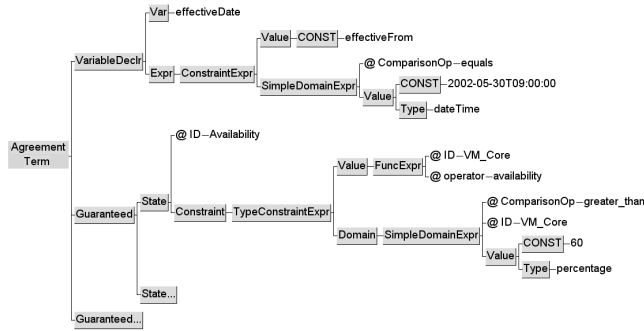 Var effectiveDate
Value CONST effectiveFrom
VariableDeclr
@ ComparisonOp equals
Expr ConstraintExpr
SimpleDomainExpr
CONST 2002-05-30T09:00:00
Value
Type dateTime
@ ID Availability
Agreement
Term
@ ID VM_Core
Value FuncExpr
@ operator availability
State
Constraint TypeConstraintExpr
Guaranteed
@ ComparisonOp greater_than
@ ID VM_Core
Domain SimpleDomainExpr
CONST 60
Value
Type percentage
State...
Guaranteed...